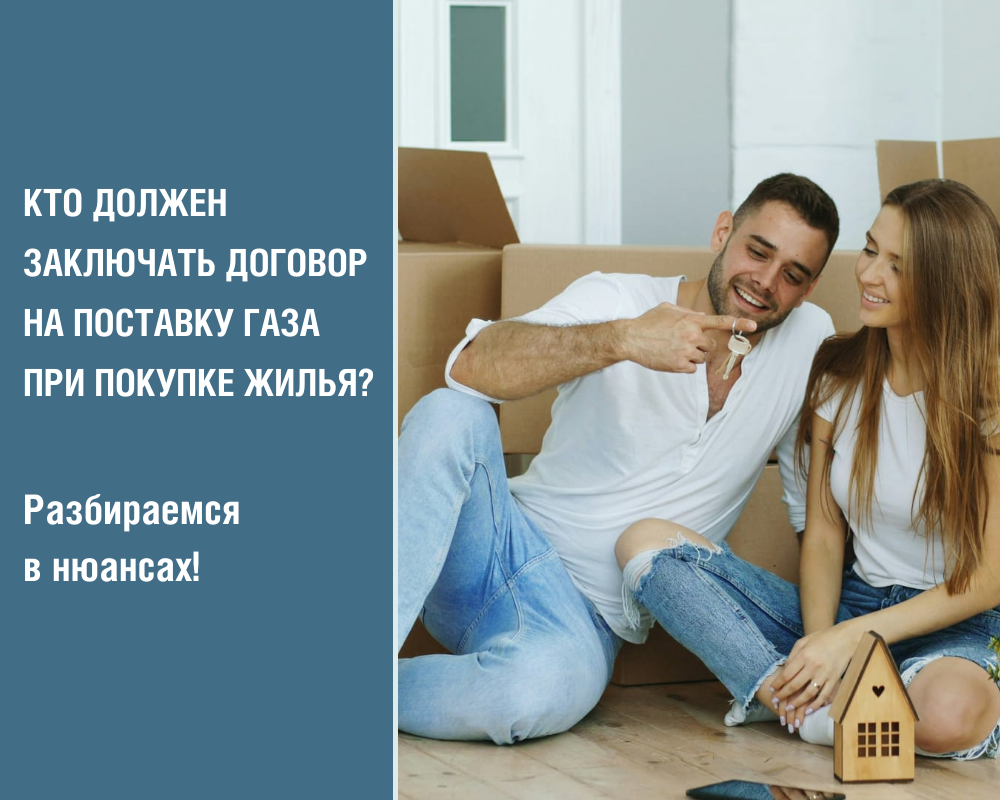 КТО ДОЛЖЕН
ЗАКЛЮЧАТЬ ДОГОВОР
НА ПОСТАВКУ ГАЗА
ПРИ ПОКУПКЕ ЖИЛЬЯ?
Разбираемся
в нюансах!